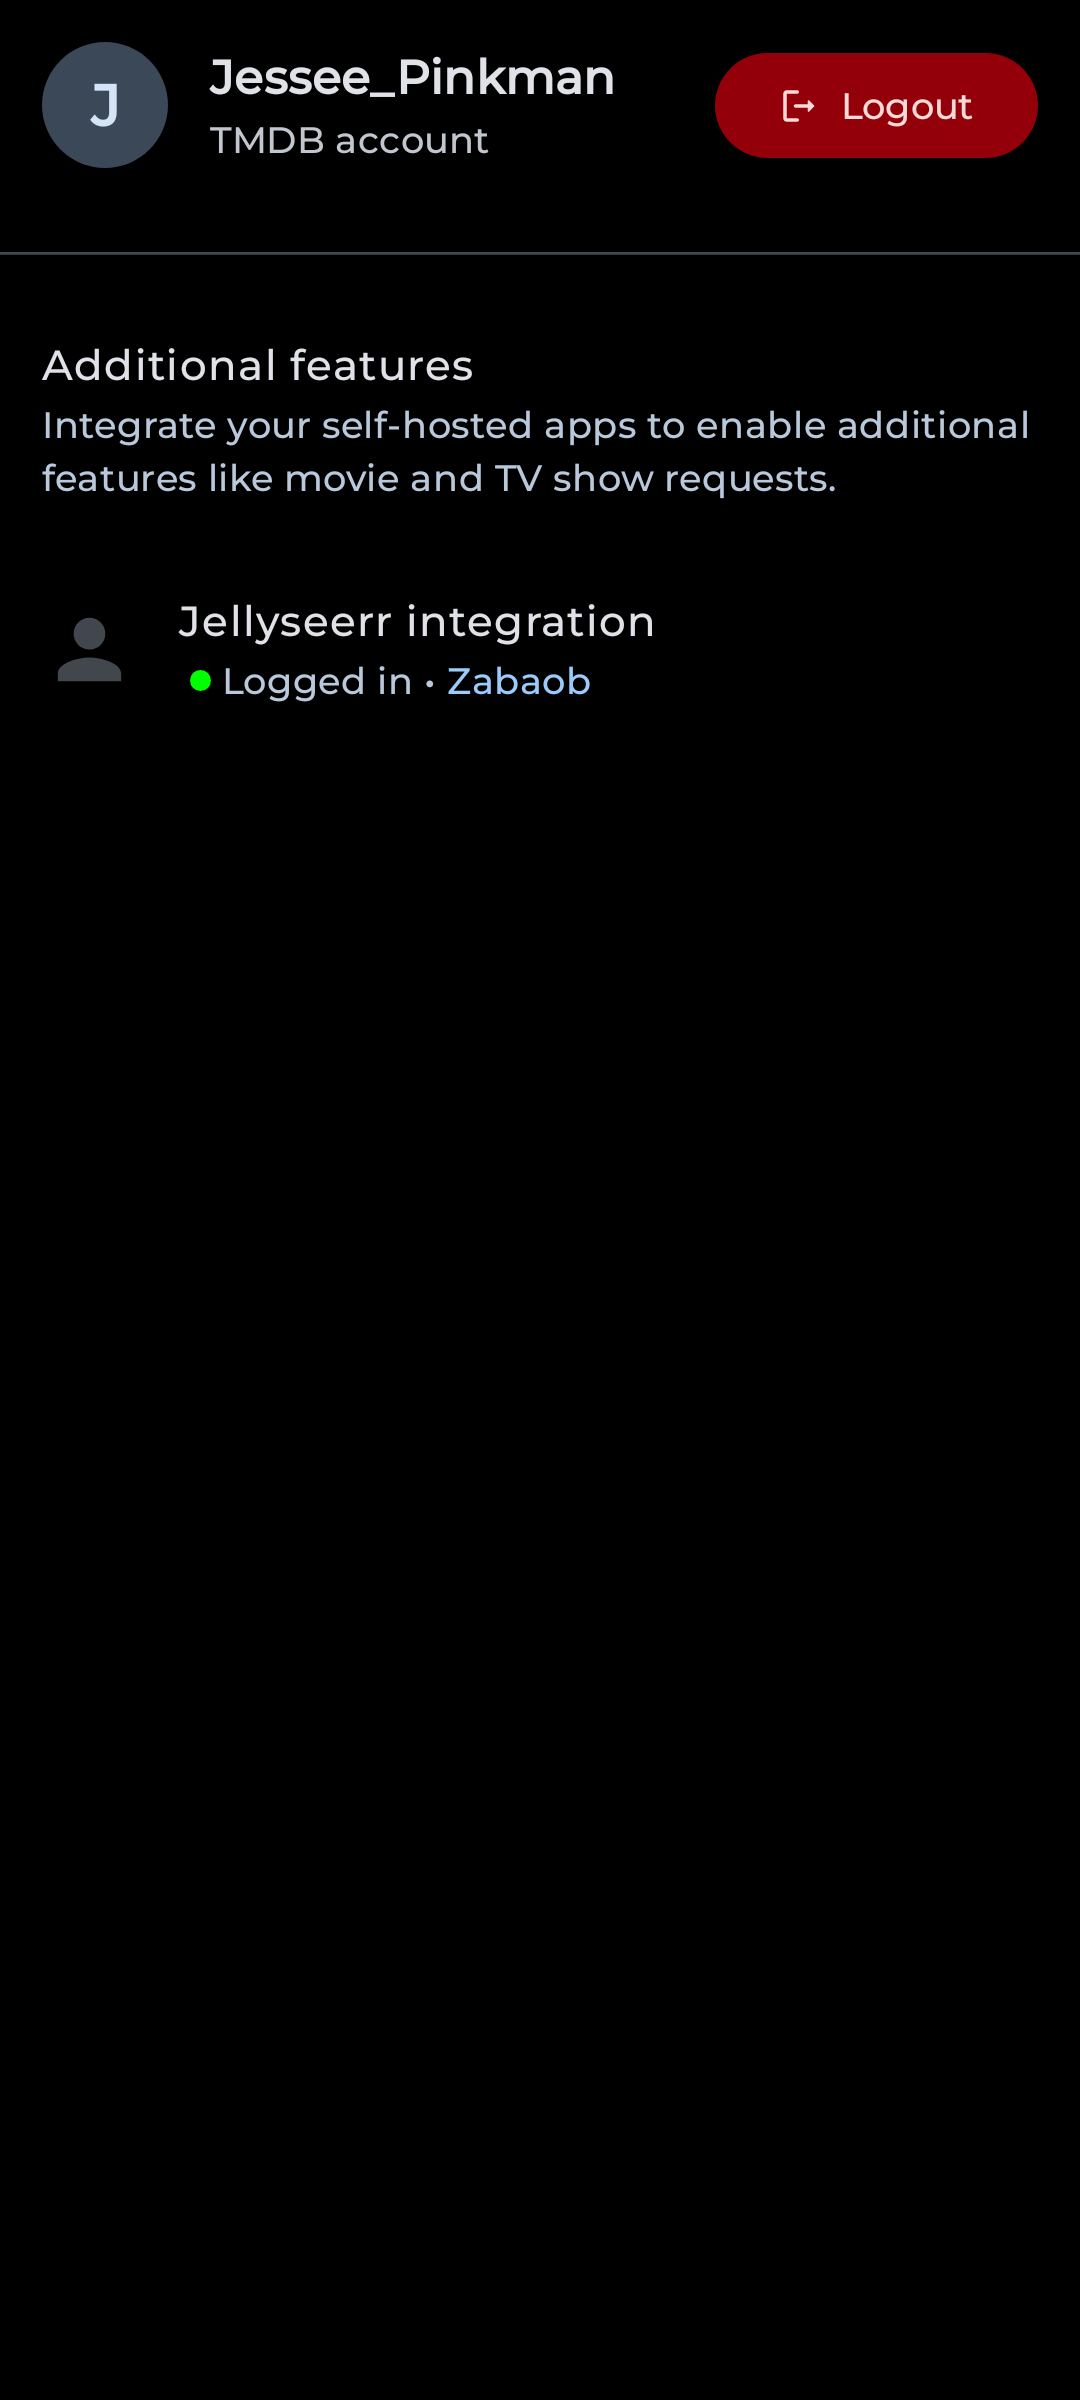 J
Jessee_Pinkman
TMDB account
Logout
Additional features
Integrate your self-hosted apps to enable additional
features like movie and TV show requests.
Jellyseerr integration
Logged in • Zabaob